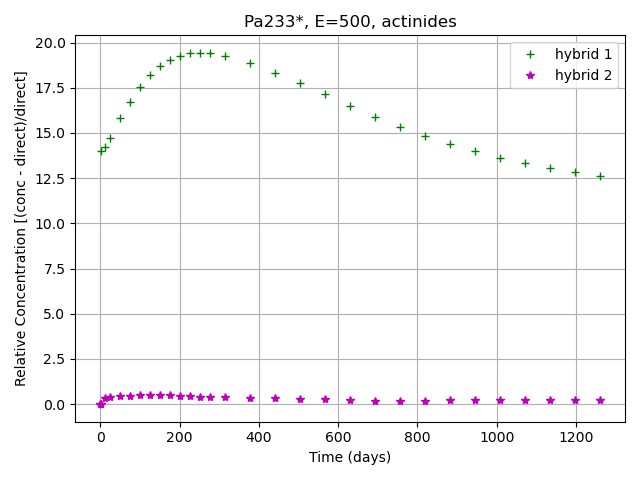 Pa233*, E=500, actinides
Relative Concentration [(conc - direct)/direct]
20.0
17.5
15.0
12.5
10.0
7.5
5.0
2.5
0.0
hybrid 1
hybrid 2
0 200 400 600 800 1000 1200
Time (days)